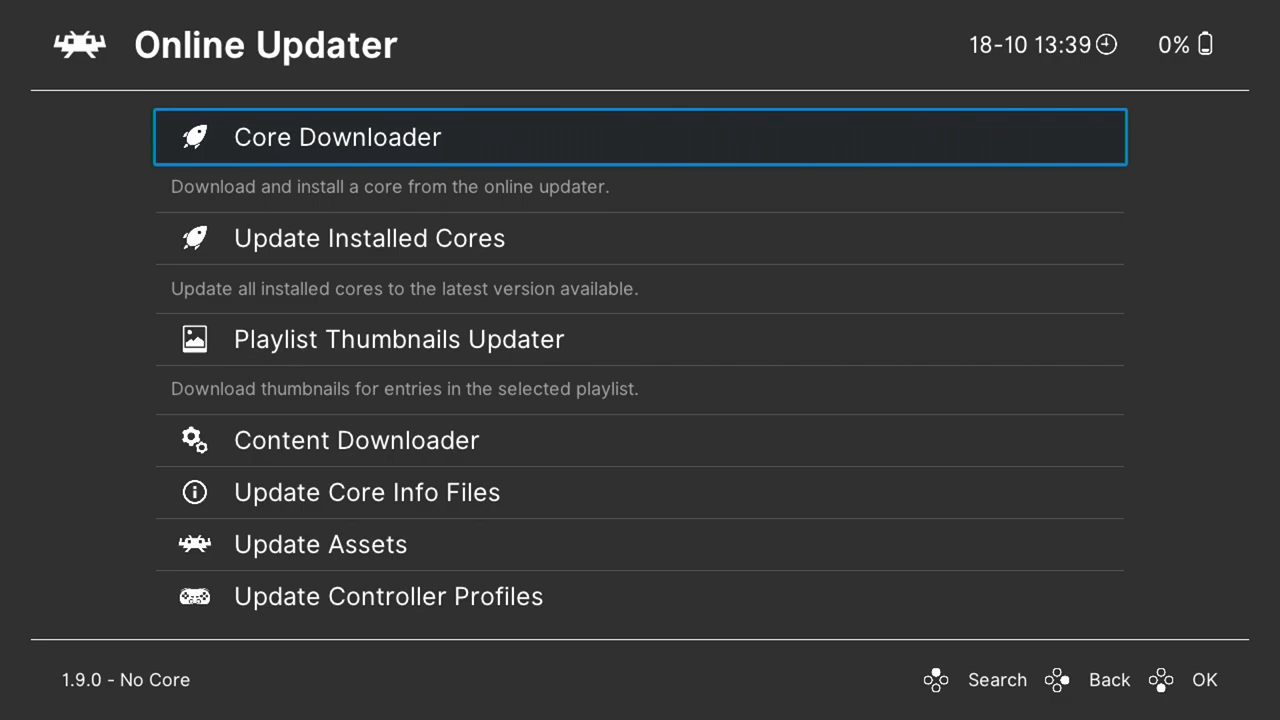 Online Updater
18-10 13:39
0%
Core Downloader
Download and install a core from the online updater.
Update Installed Cores
Update all installed cores to the latest version available.
Playlist Thumbnails Updater
Download thumbnails for entries in the selected playlist.
Content Downloader
Update Core Info Files
Update Assets
Update Controller Profiles
1.9.0 - No Core
Search
Back
OK